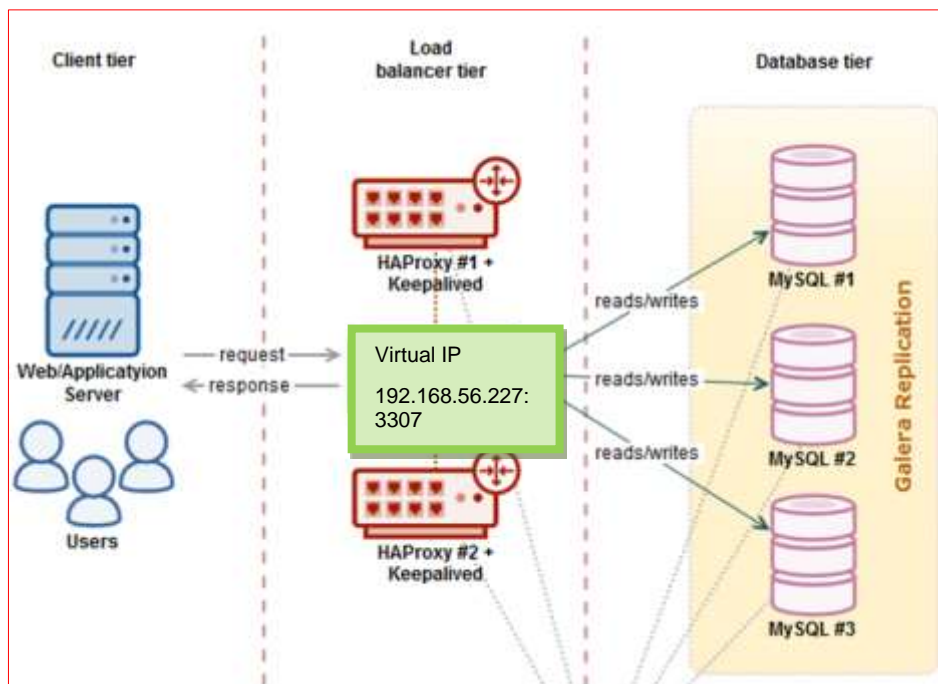 Client tier
Load
balancer tier
Database tier
HAProxy #1 +
Keepalived
MySQL #1
reads/writes
request
response
Virtual IP
192.168.56.227:
3307
reads/writes
Web/Applicatyion
Server
reads/writes
MySQL #2
Galera Replication
Users
HAProxy #2 +
Keepalived
MySQL #3